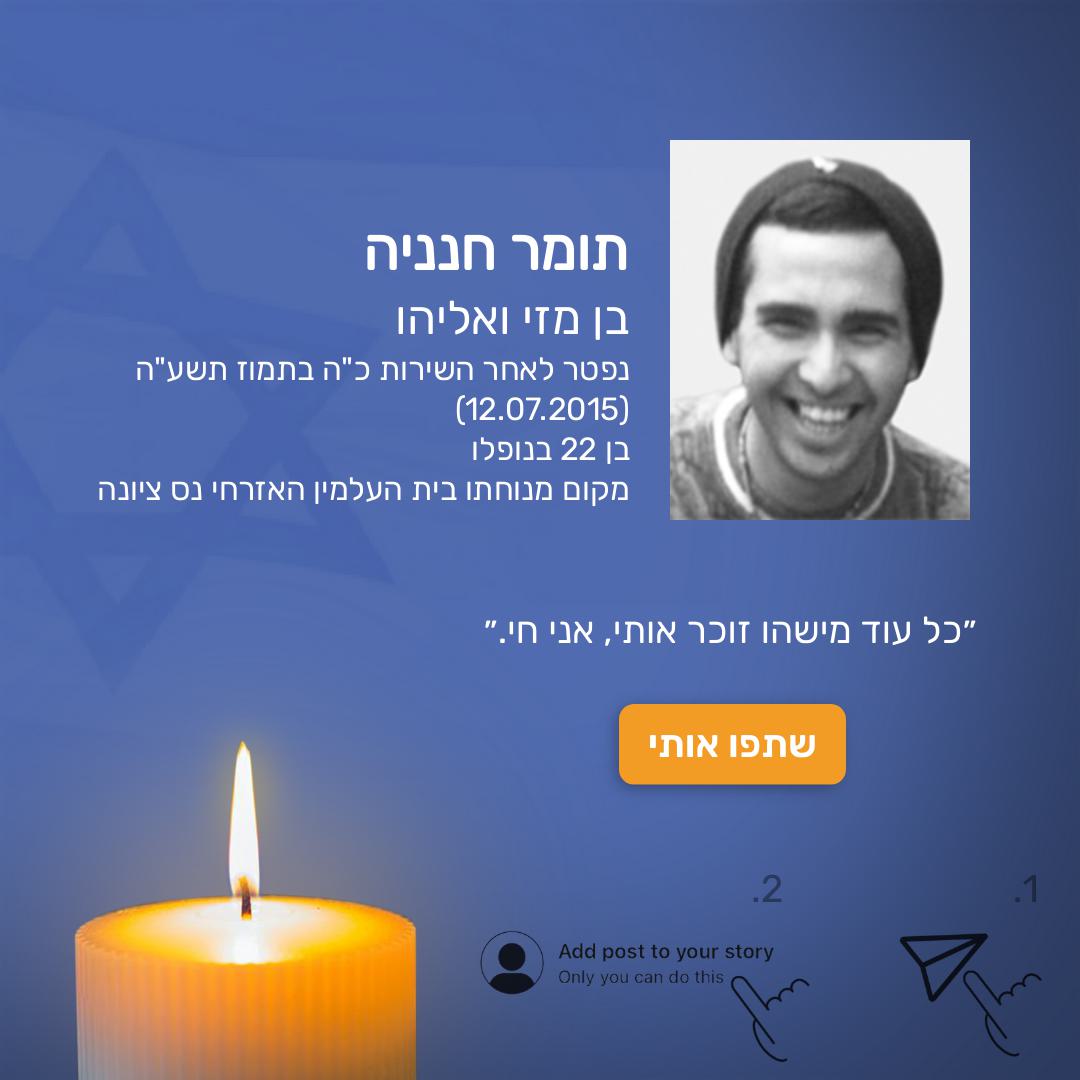 תומר חנניה
בן מזי ואליהו
נפטר לאחר השירות כ"ה בתמוז תשע"ה
(12.07.2015)
בן 22 בנופלו
מקום מנוחתו בית העלמין האזרחי נס ציונה
״כל עוד מישהו זוכר אותי, אני חי.״
שתפו אותי
1.
2.
Add post to your story
Only you can do this